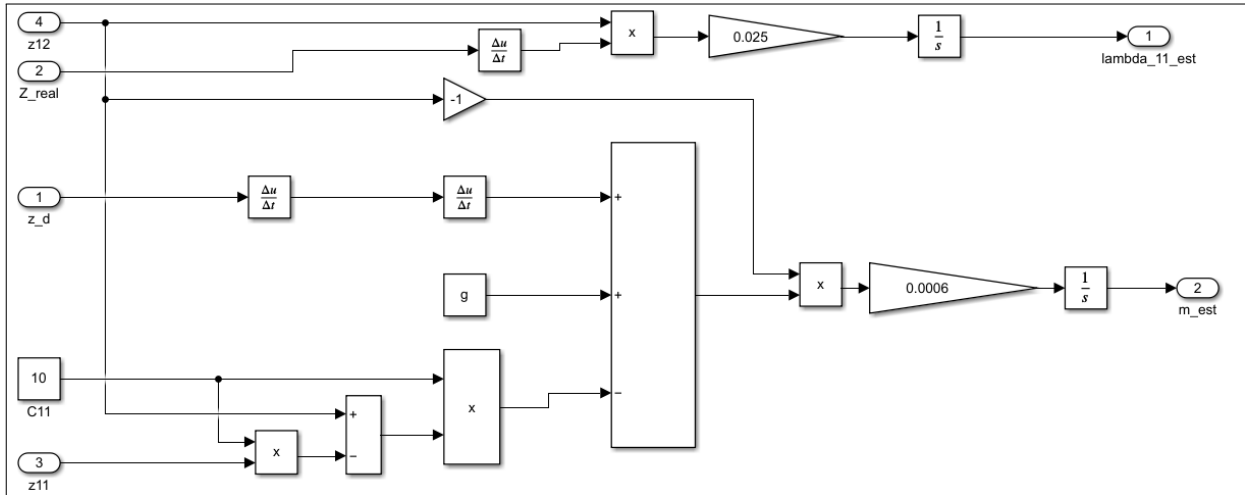 4
z12
2
Z_real
Δu
Δt
x
0.025
1
s
1
lambda_11_est
-1
1
z_d
Δu
Δt
Δu
Δt
+
g
+
x
0.0006
1
s
2
m_est
10
C11
x
−
+
−
x
3
z11